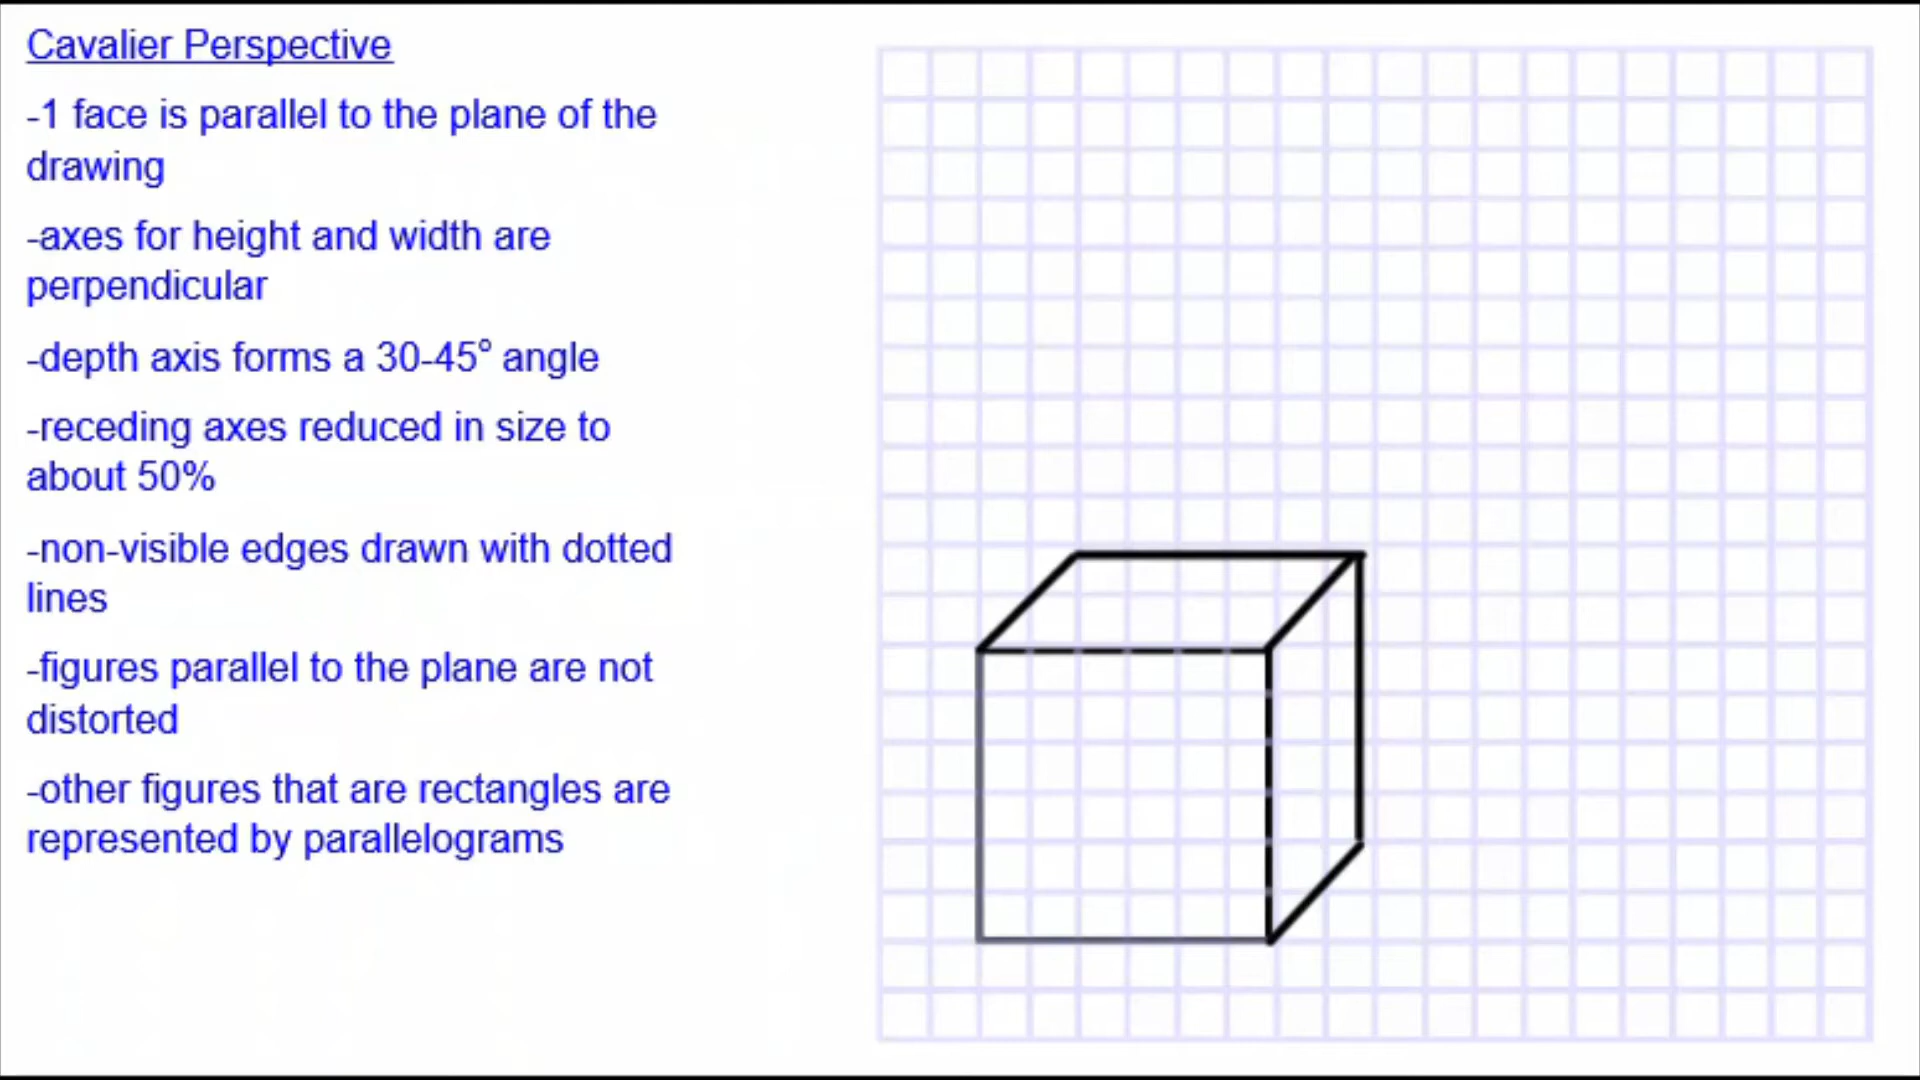 Cavalier Perspective
-1 face is parallel to the plane of the
drawing
-axes for height and width are
perpendicular
-depth axis forms a 30-45° angle
-receding axes reduced in size to
about 50%
-non-visible edges drawn with dotted
lines
-figures parallel to the plane are not
distorted
-other figures that are rectangles are
represented by parallelograms